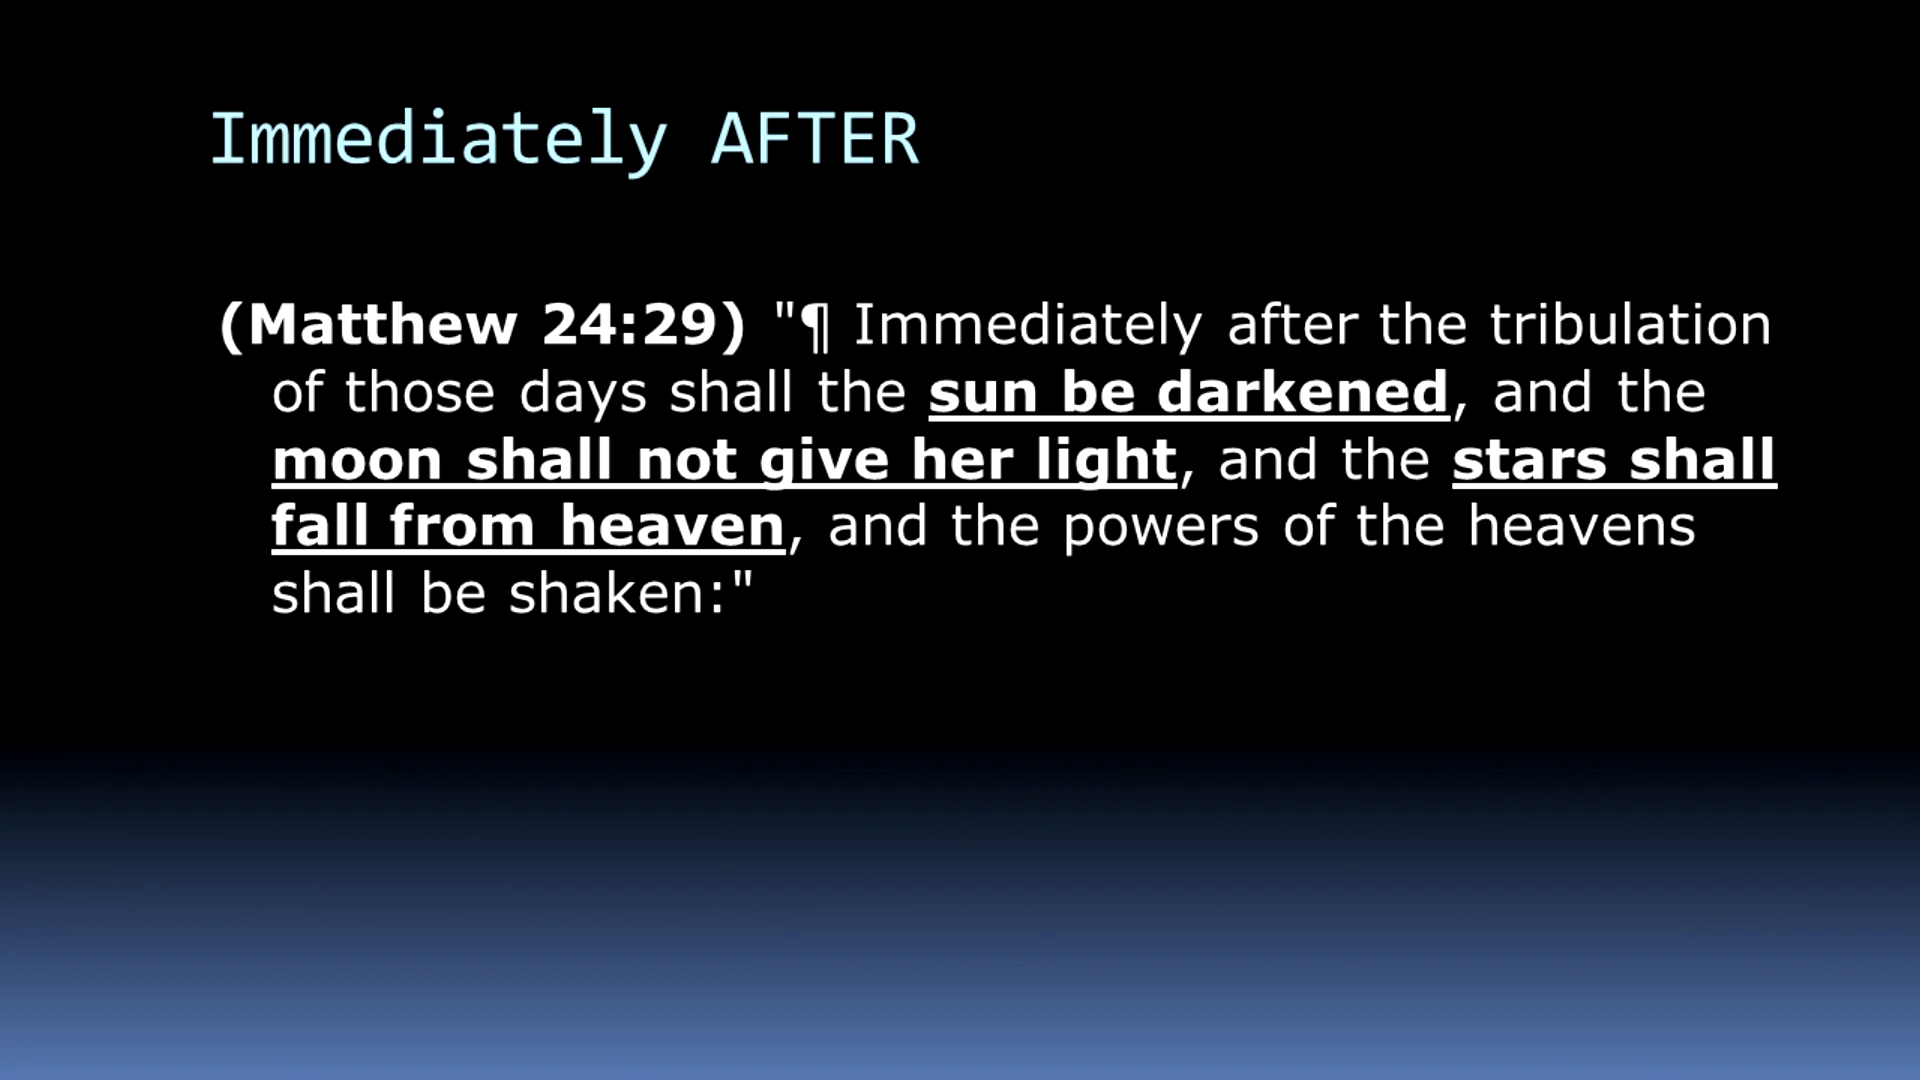 Immediately AFTER
(Matthew 24:29) "¶ Immediately after the tribulation
of those days shall the sun be darkened, and the
moon shall not give her light, and the stars shall
fall from heaven, and the powers of the heavens
shall be shaken:"